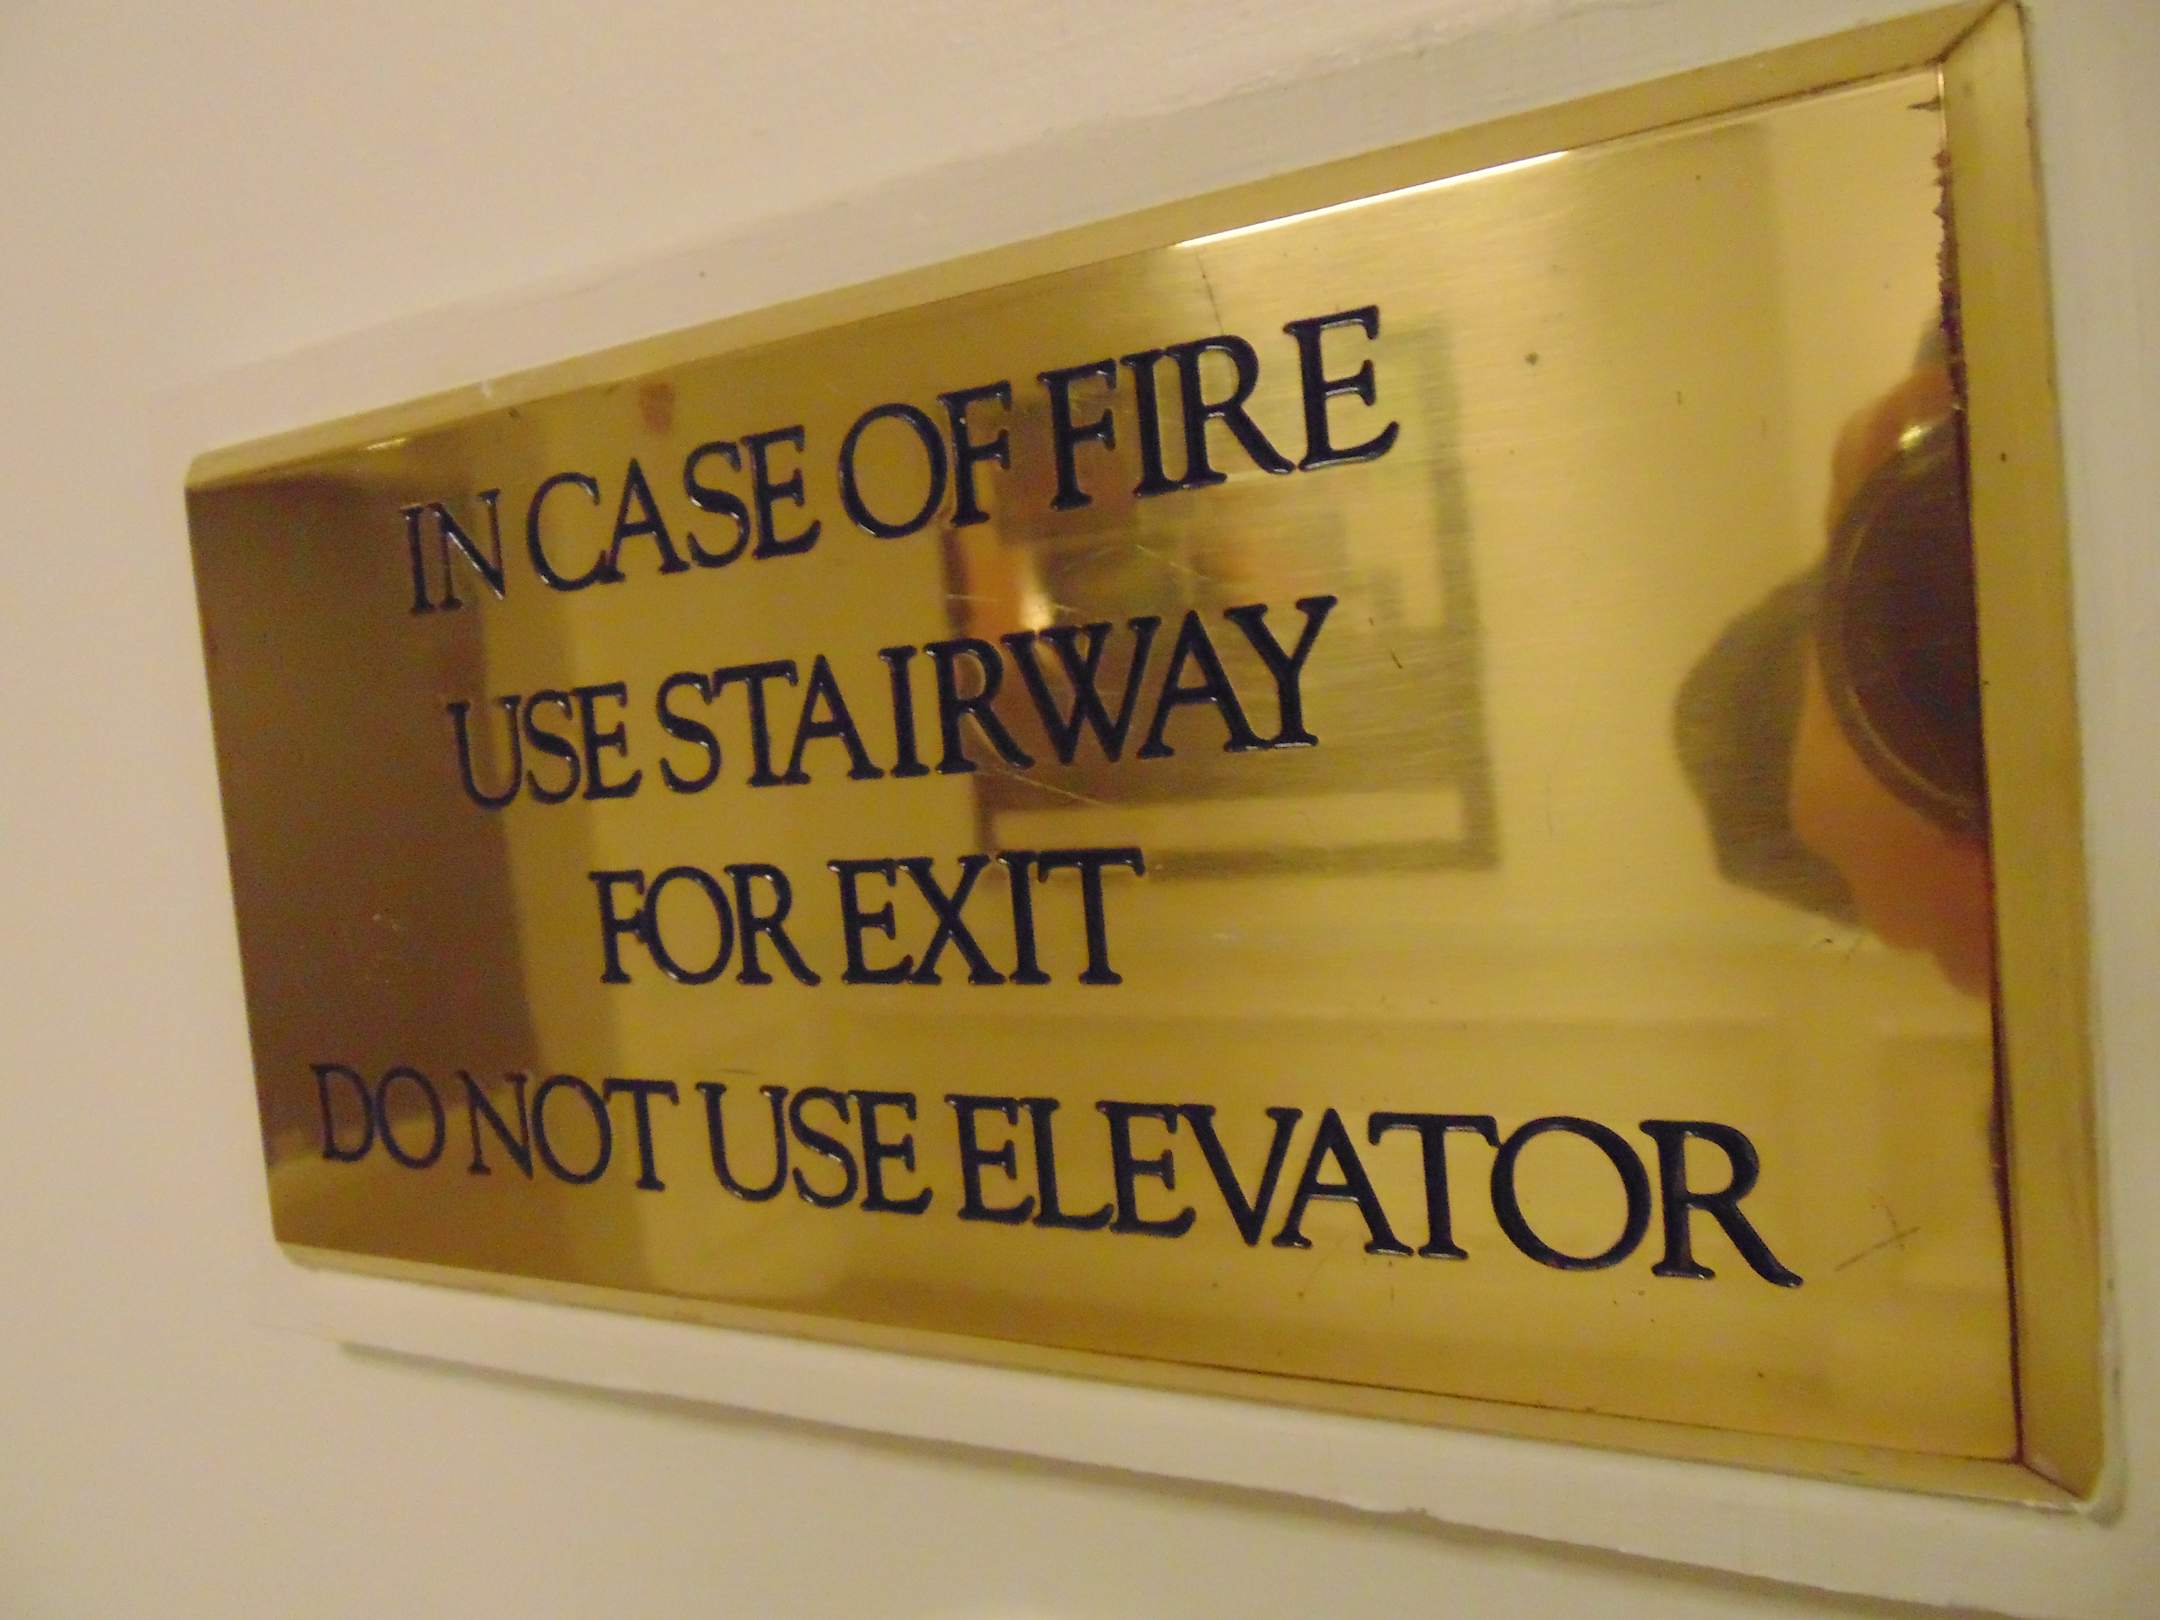 IN CASE OF FIRE
USE STAIRWAY
FOR EXIT
DO NOT USE ELEVATOR